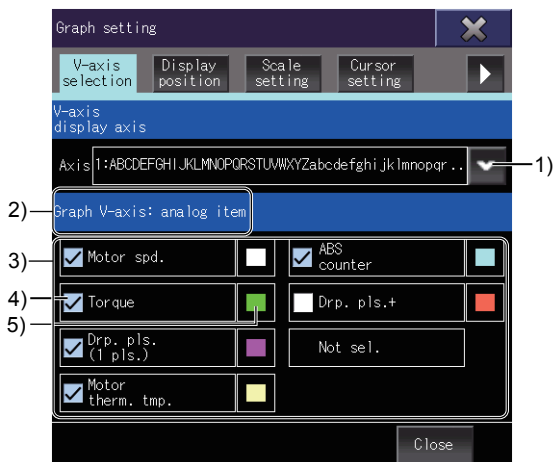 Graph setting
V-axis selection
Display position
Scale setting
Cursor setting
V-axis
display axis
Axis 1:ABCDEFGHIJKLMNOPQRSTUVWXYZabcdefghijklmnopqr..
1)
2)
Graph V-axis: analog item
3)
Motor spd.
ABS counter
4)
Torque
Drp. pls.+
5)
Drp. pls.
(1 pls.)
Not sel.
Motor
therm. tmp.
Close